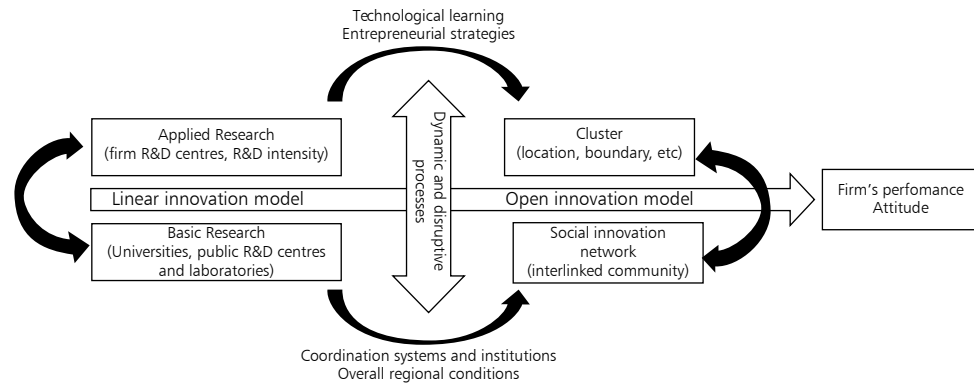 Technological learning
Entrepreneurial strategies
Applied Research
(firm R&D centres, R&D intensity)
Dynamic and disruptive
processes
Cluster
(location, boundary, etc)
Linear innovation model
Open innovation model
Firm's perfomance
Attitude
Basic Research
(Universities, public R&D centres
and laboratories)
Social innovation
network
(interlinked community)
Coordination systems and institutions
Overall regional conditions